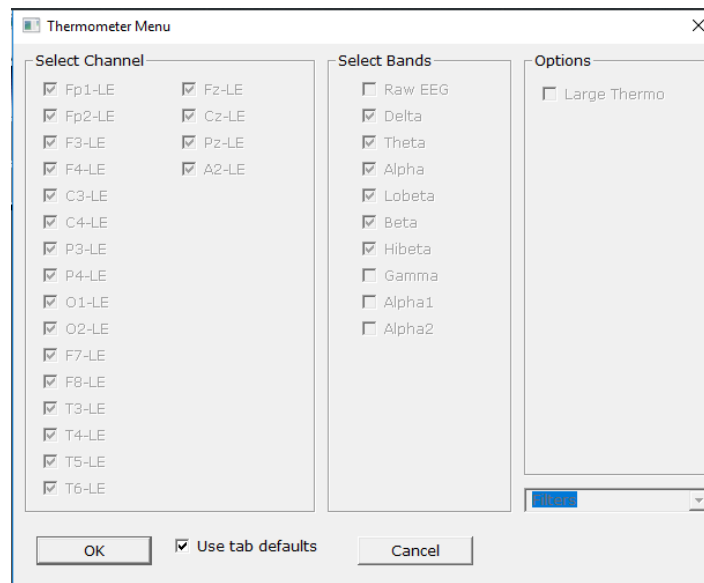 Thermometer Menu
Select Channel
Fp1-LE
Fp2-LE
F3-LE
F4-LE
C3-LE
C4-LE
P3-LE
P4-LE
O1-LE
O2-LE
F7-LE
F8-LE
T3-LE
T4-LE
T5-LE
T6-LE
Fz-LE
Cz-LE
Pz-LE
A2-LE
Select Bands
Raw EEG
Delta
Theta
Alpha
Lobeta
Beta
Hibeta
Gamma
Alpha1
Alpha2
Options
Large Thermo
Filters
OK
Use tab defaults
Cancel